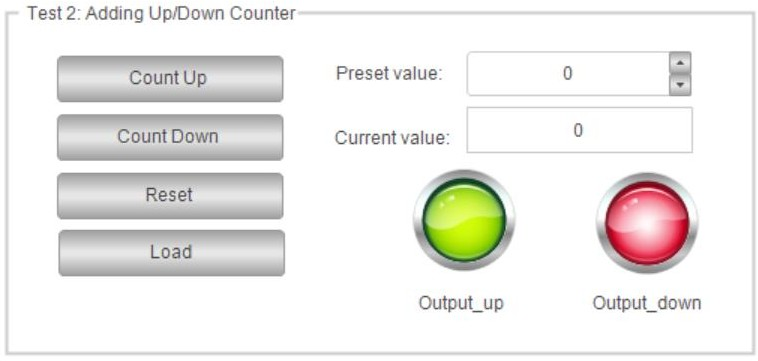 Test 2: Adding Up/Down Counter
Count Up
Preset value:
0
Count Down
Current value:
0
Reset
Load
Output_up
Output_down